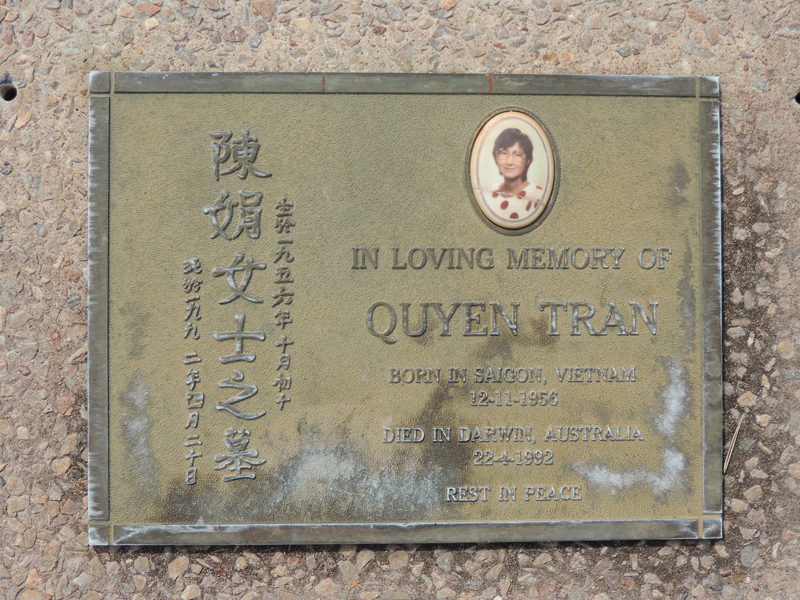 陳娟女士之墓
生於一九五六年十月初十
死於一九九二年四月二十日
IN LOVING MEMORY OF
QUYEN TRAN
BORN IN SAIGON, VIETNAM
12-11-1956
DIED IN DARWIN, AUSTRALIA
22-4-1992
REST IN PEACE